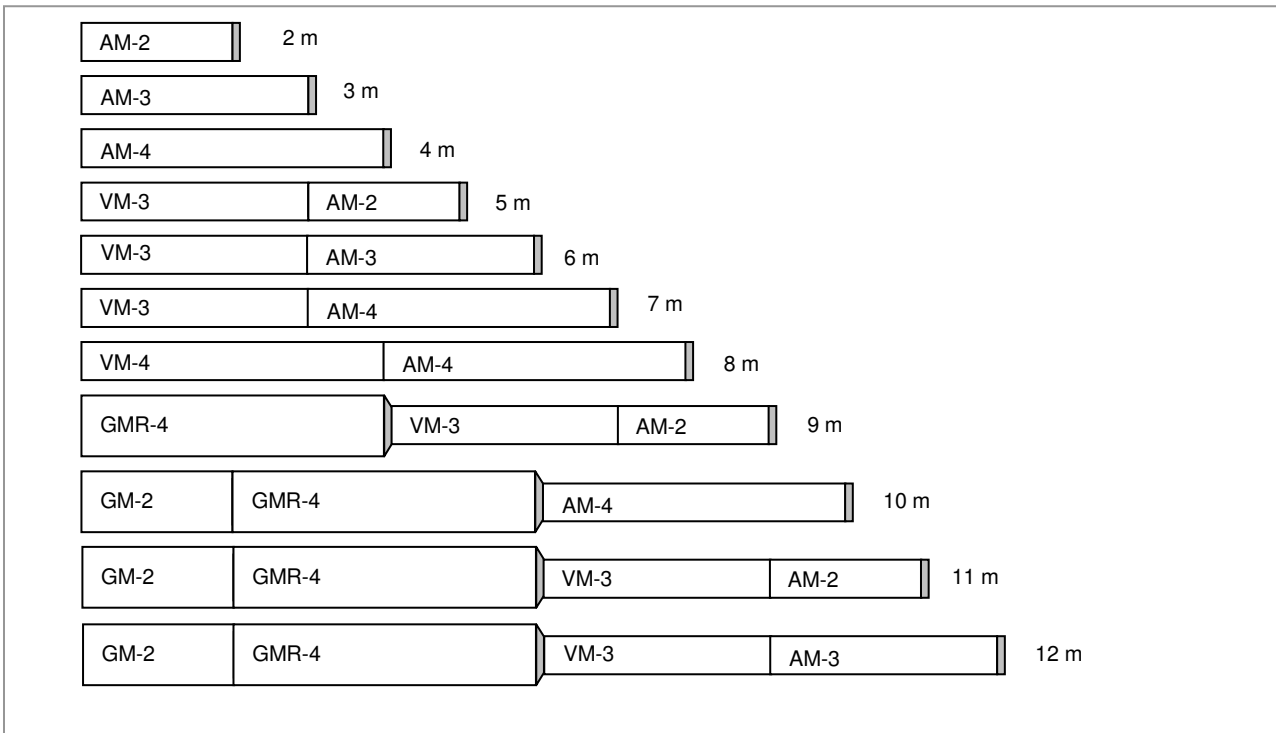 AM-2 2 m
AM-3 3 m
AM-4 4 m
VM-3 AM-2 5 m
VM-3 AM-3 6 m
VM-3 AM-4 7 m
VM-4 AM-4 8 m
GMR-4 VM-3 AM-2 9 m
GM-2 GMR-4 AM-4 10 m
GM-2 GMR-4 VM-3 AM-2 11 m
GM-2 GMR-4 VM-3 AM-3 12 m